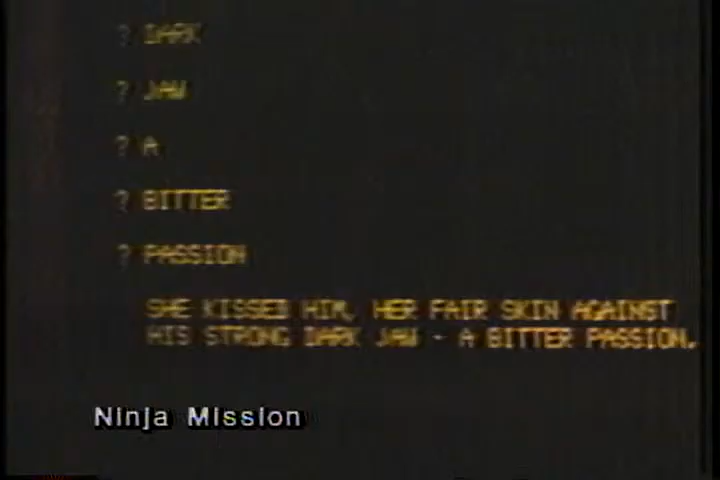 ? DARK
? JAW
? A
? BITTER
? PASSION
SHE KISSED HIM, HER FAIR SKIN AGAINST
HIS STRONG DARK JAW - A BITTER PASSION.
Ninja Mission